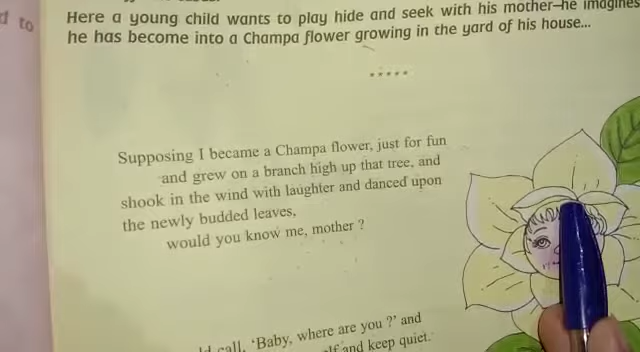 d to
Here a young child wants to play hide and seek with his mother–he imagines
he has become into a Champa flower growing in the yard of his house...
*****
Supposing I became a Champa flower, just for fun
and grew on a branch high up that tree, and
shook in the wind with laughter and danced upon
the newly budded leaves,
would you know me, mother ?
call, 'Baby, where are you ?' and
and keep quiet.